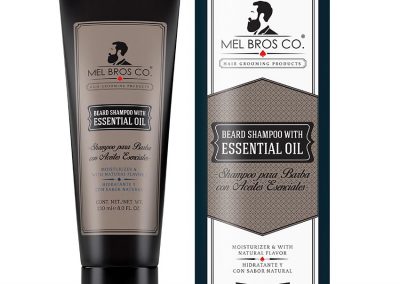 MEL BROS CO.®
HAIR GROOMING PRODUCTS
BEARD SHAMPOO WITH
ESSENTIAL OIL
Shampoo para Barba
con Aceites Esenciales
MOISTURIZER & WITH
NATURAL FLAVOR
HIDRATANTE Y
CON SABOR NATURAL
CONT. NET./NET WT.
MEL BROS CO.®
HAIR GROOMING PRODUCTS
BEARD SHAMPOO WITH
ESSENTIAL OIL
Shampoo para Barba
con Aceites Esenciales
MOISTURIZER & WITH
NATURAL FLAVOR
HIDRATANTE Y
CON SABOR NATURAL